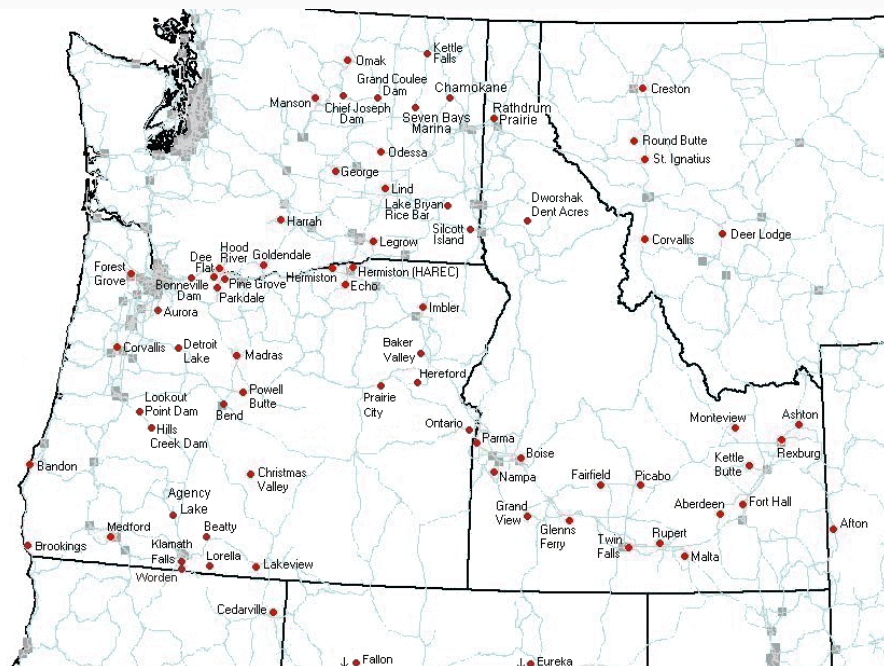 Kettle
Falls
Omak
Grand Coulee
Dam
Manson
Chief Joseph
Dam
Chamokane
Seven Bays
Marina
Rathdrum
Prairie
Creston
Round Butte
St. Ignatius
Odessa
George
Lind
Lake Bryan
Rice Bar
Dworshak
Dent Acres
Harrah
Silcott
Island
Legrow
Corvallis
Deer Lodge
Forest
Grove
Dee
Flat
Hood
River
Goldendale
Bonneville
Dam
Pine Grove
Parkdale
Hermiston
Hermiston (HAREC)
Echo
Aurora
Imbler
Corvallis
Detroit
Lake
Madras
Baker
Valley
Hereford
Prairie
City
Powell
Butte
Bend
Lookout
Point Dam
Hills
Creek Dam
Ontario
Parma
Boise
Nampa
Monteview
Ashton
Rexburg
Kettle
Butte
Bandon
Christmas
Valley
Fairfield
Picabo
Agency
Lake
Grand
View
Glenns
Ferry
Aberdeen
Fort Hall
Afton
Medford
Beatty
Brookings
Klamath
Falls
Lorella
Lakeview
Worden
Twin
Falls
Rupert
Malta
Cedarville
Fallon
Eureka